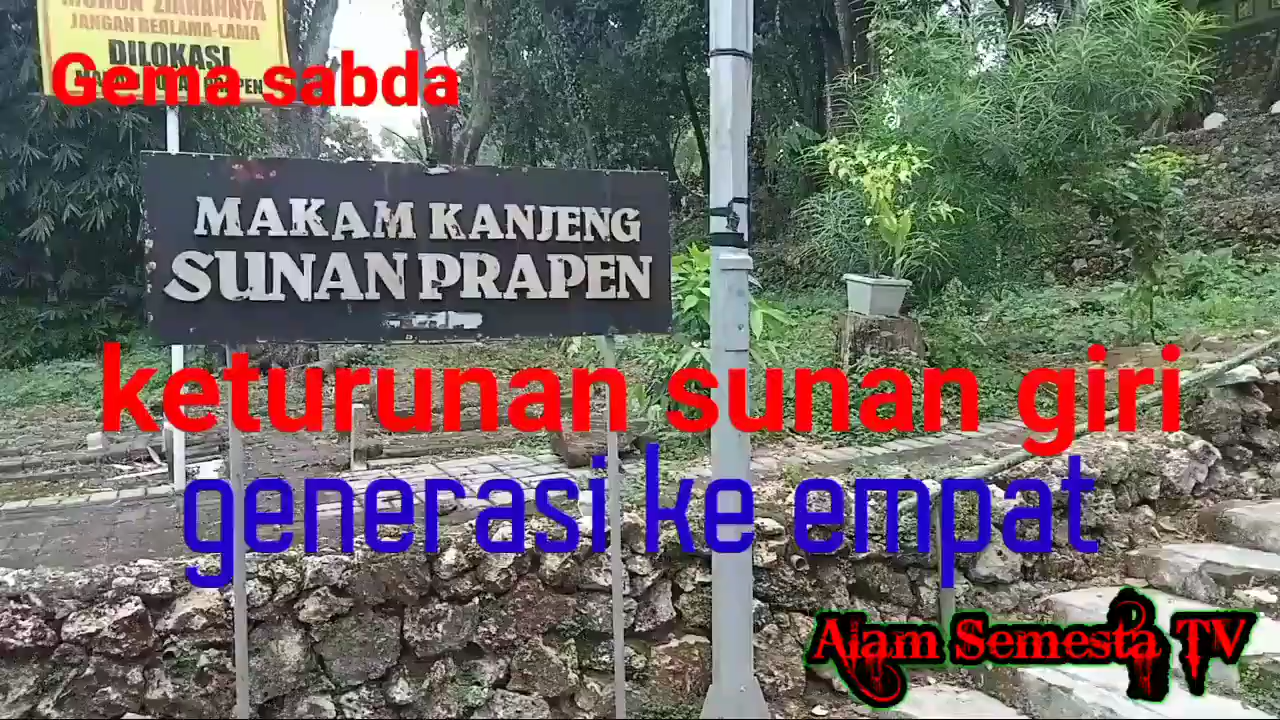 MOHON ZIARAHNYA
JANGAN BERLAMA-LAMA
DILOKASI
Gema sabda
MAKAM KANJENG
SUNAN PRAPEN
keturunan sunan giri
generasi ke empat
Alam Semesta TV